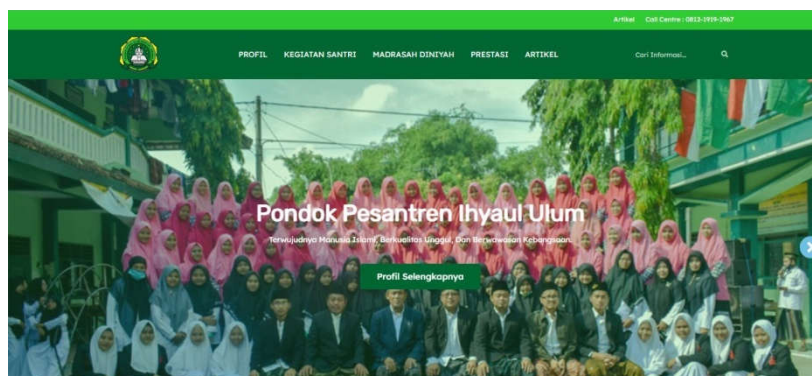 Artikel Call Centre : 0813-1919-1967
PROFIL KEGIATAN SANTRI MADRASAH DINIYAH PRESTASI ARTIKEL Cari Informasi...
Pondok Pesantren Ihyaul Ulum
Terwujudnya Manusia Islami, Berkualitas Unggul, Dan Berwawasan Kebangsaan.
Profil Selengkapnya